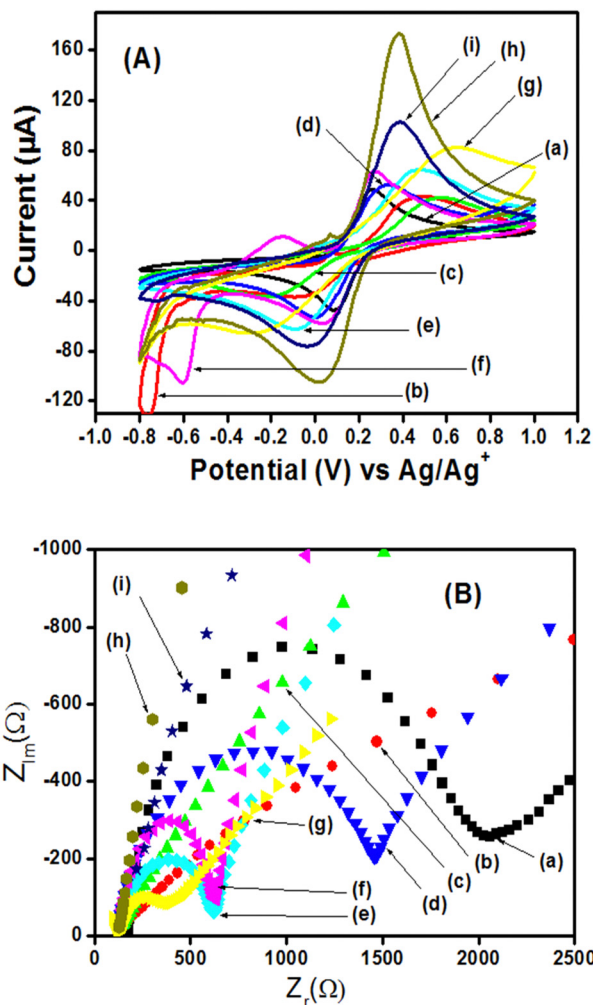 (A)
Current (µA)
160
120
80
40
0
-40
-80
-120
(i)
(h)
(g)
(d)
(a)
(c)
(e)
(f)
(b)
-1.0 -0.8 -0.6 -0.4 -0.2 0.0 0.2 0.4 0.6 0.8 1.0 1.2
Potential (V) vs Ag/Ag⁺
(B)
Z_Im(Ω)
-1000
-800
-600
-400
-200
0
(i)
(h)
(g)
(b)
(a)
(c)
(f)
(d)
(e)
0 500 1000 1500 2000 2500
Z_r(Ω)